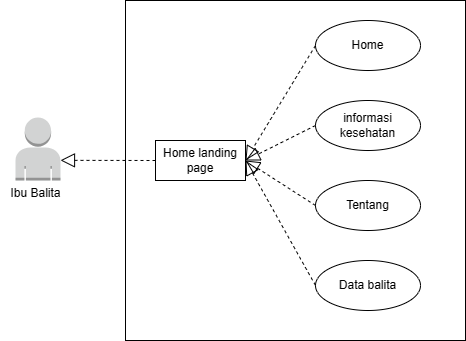 Home
informasi
kesehatan
Home landing
page
Ibu Balita
Tentang
Data balita